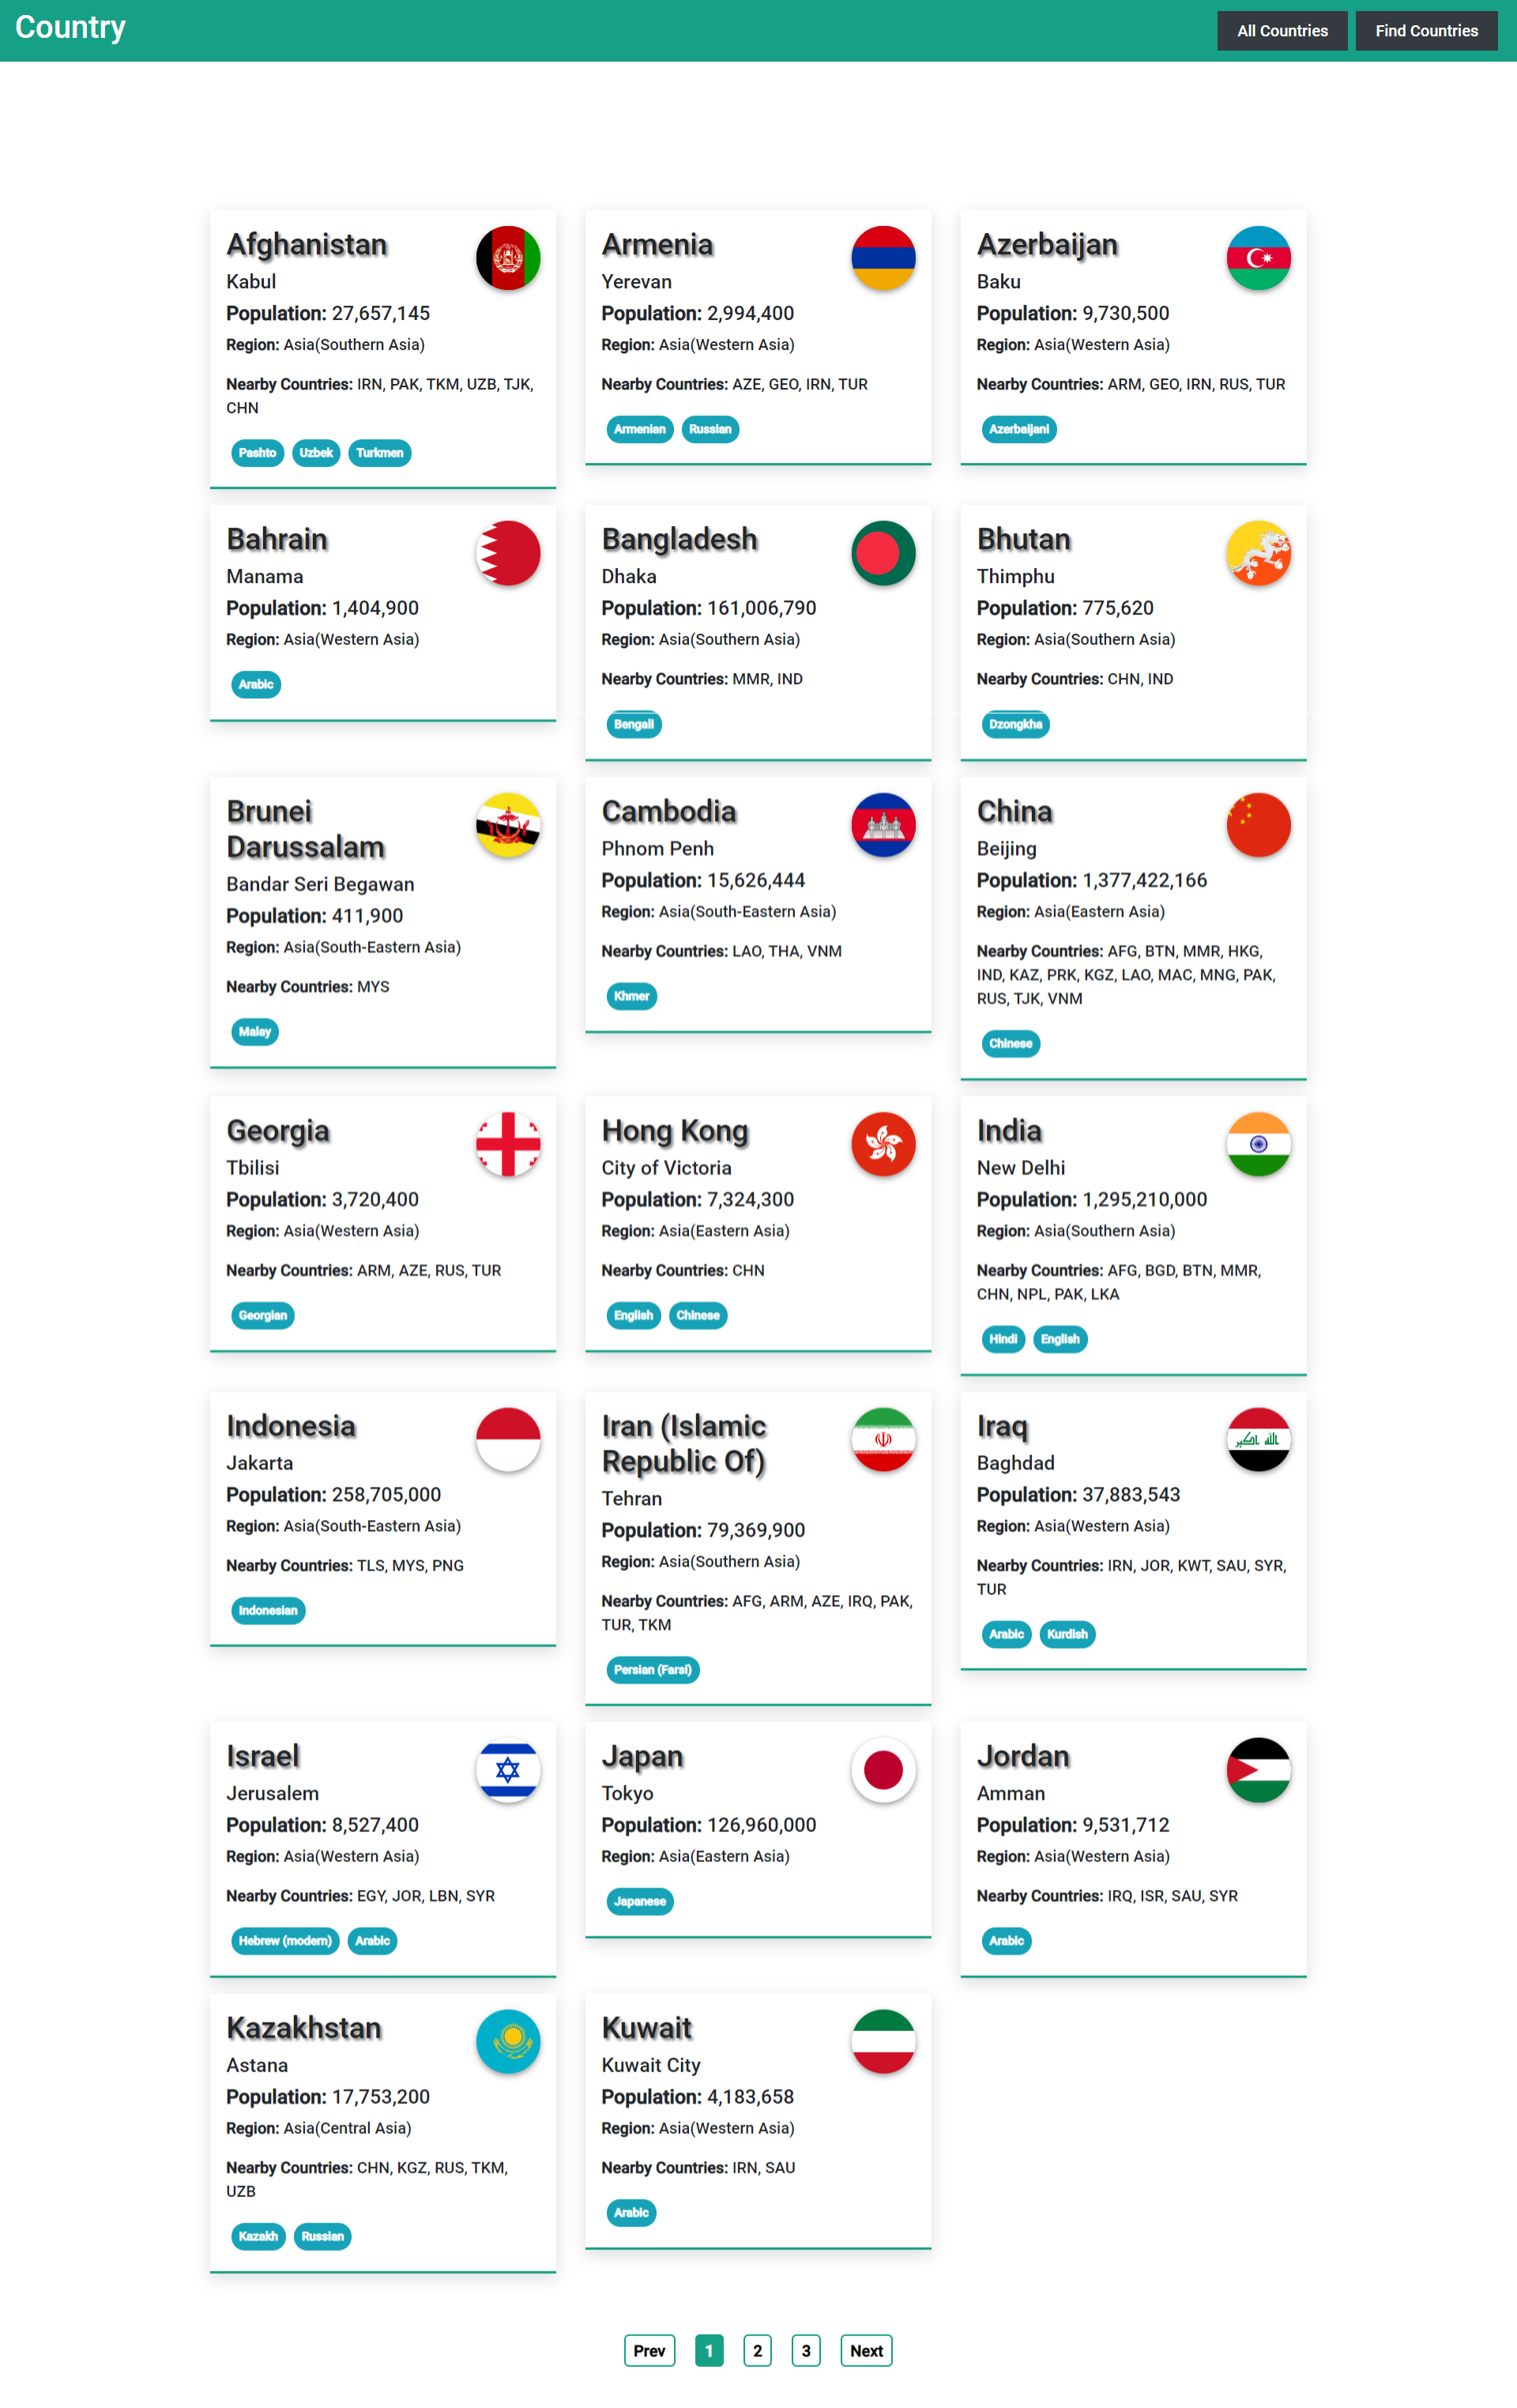 Country
All Countries
Find Countries
Afghanistan
Kabul
Population: 27,657,145
Region: Asia(Southern Asia)
Nearby Countries: IRN, PAK, TKM, UZB, TJK,
CHN
Pashto Uzbek Turkmen
Armenia
Yerevan
Population: 2,994,400
Region: Asia(Western Asia)
Nearby Countries: AZE, GEO, IRN, TUR
Armenian Russian
Azerbaijan
Baku
Population: 9,730,500
Region: Asia(Western Asia)
Nearby Countries: ARM, GEO, IRN, RUS, TUR
Azerbaijani
Bahrain
Manama
Population: 1,404,900
Region: Asia(Western Asia)
Arabic
Bangladesh
Dhaka
Population: 161,006,790
Region: Asia(Southern Asia)
Nearby Countries: MMR, IND
Bengali
Bhutan
Thimphu
Population: 775,620
Region: Asia(Southern Asia)
Nearby Countries: CHN, IND
Dzongkha
Brunei
Darussalam
Bandar Seri Begawan
Population: 411,900
Region: Asia(South-Eastern Asia)
Nearby Countries: MYS
Malay
Cambodia
Phnom Penh
Population: 15,626,444
Region: Asia(South-Eastern Asia)
Nearby Countries: LAO, THA, VNM
Khmer
China
Beijing
Population: 1,377,422,166
Region: Asia(Eastern Asia)
Nearby Countries: AFG, BTN, MMR, HKG,
IND, KAZ, PRK, KGZ, LAO, MAC, MNG, PAK,
RUS, TJK, VNM
Chinese
Georgia
Tbilisi
Population: 3,720,400
Region: Asia(Western Asia)
Nearby Countries: ARM, AZE, RUS, TUR
Georgian
Hong Kong
City of Victoria
Population: 7,324,300
Region: Asia(Eastern Asia)
Nearby Countries: CHN
English Chinese
India
New Delhi
Population: 1,295,210,000
Region: Asia(Southern Asia)
Nearby Countries: AFG, BGD, BTN, MMR,
CHN, NPL, PAK, LKA
Hindi English
Indonesia
Jakarta
Population: 258,705,000
Region: Asia(South-Eastern Asia)
Nearby Countries: TLS, MYS, PNG
Indonesian
Iran (Islamic
Republic Of)
Tehran
Population: 79,369,900
Region: Asia(Southern Asia)
Nearby Countries: AFG, ARM, AZE, IRQ, PAK,
TUR, TKM
Persian (Farsi)
Iraq
الله اكبر
Baghdad
Population: 37,883,543
Region: Asia(Western Asia)
Nearby Countries: IRN, JOR, KWT, SAU, SYR,
TUR
Arabic Kurdish
Israel
Jerusalem
Population: 8,527,400
Region: Asia(Western Asia)
Nearby Countries: EGY, JOR, LBN, SYR
Hebrew (modern) Arabic
Japan
Tokyo
Population: 126,960,000
Region: Asia(Eastern Asia)
Japanese
Jordan
Amman
Population: 9,531,712
Region: Asia(Western Asia)
Nearby Countries: IRQ, ISR, SAU, SYR
Arabic
Kazakhstan
Astana
Population: 17,753,200
Region: Asia(Central Asia)
Nearby Countries: CHN, KGZ, RUS, TKM,
UZB
Kazakh Russian
Kuwait
Kuwait City
Population: 4,183,658
Region: Asia(Western Asia)
Nearby Countries: IRN, SAU
Arabic
Prev 1 2 3 Next